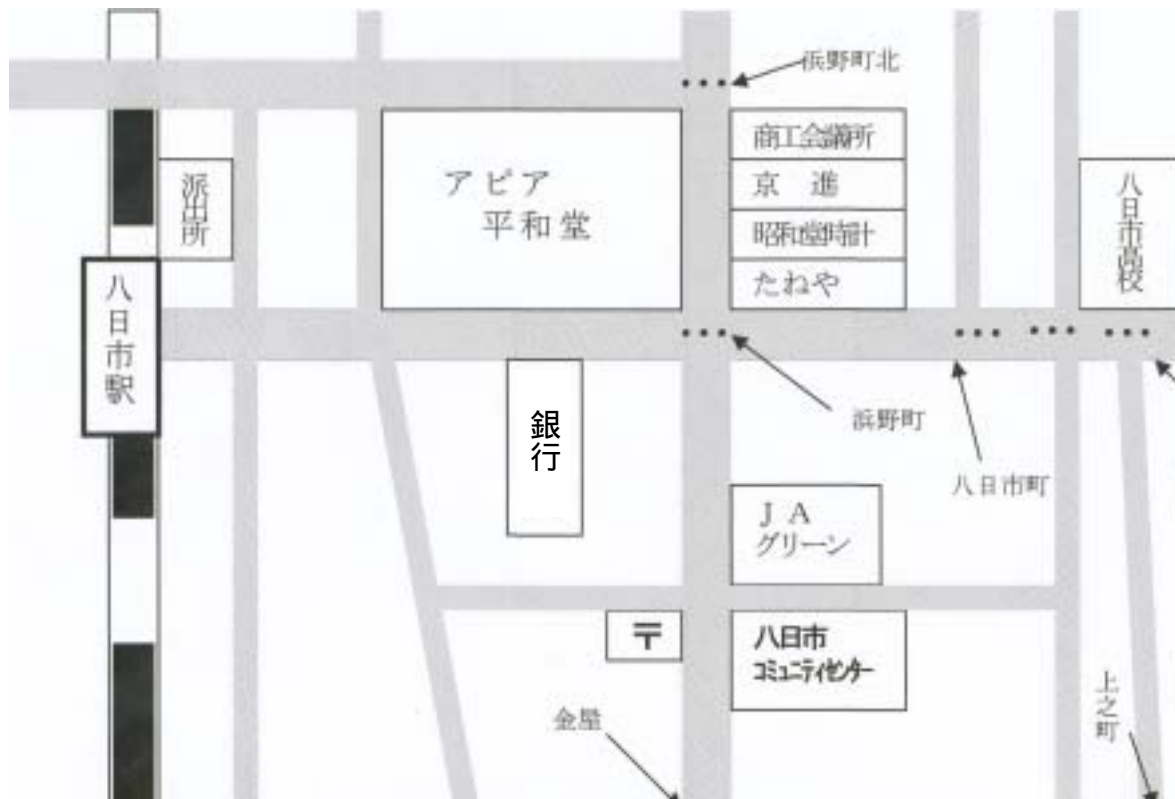 浜野町北
商工会議所
京 進
昭和堂時計
たねや
アピア
平和堂
派出所
八日市高校
八日市駅
銀行
浜野町
八日市町
JA
グリーン
〒
八日市
コミュニティセンター
金屋
上之町